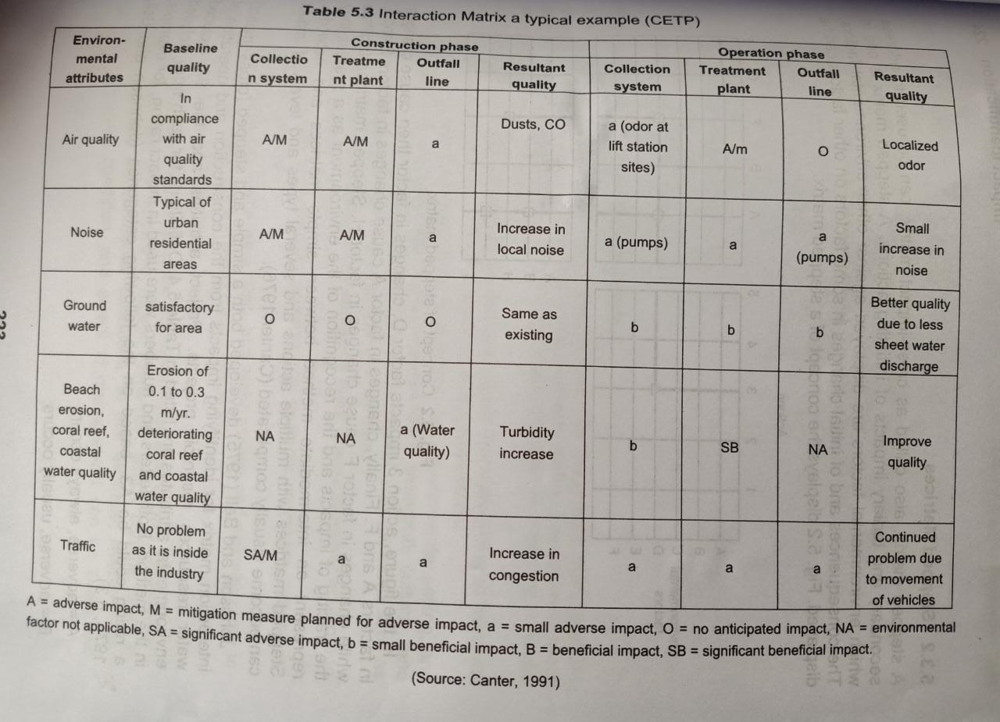 Table 5.3 Interaction Matrix a typical example (CETP)
Environ-
mental
attributes
Baseline
quality
Construction phase
Operation phase
Collectio
n system
Treatme
nt plant
Outfall
line
Resultant
quality
Collection
system
Treatment
plant
Outfall
line
Resultant
quality
Air quality
In
compliance
with air
quality
standards
A/M
A/M
a
Dusts, CO
a (odor at
lift station
sites)
A/m
O
Localized
odor
Noise
Typical of
urban
residential
areas
A/M
A/M
a
Increase in
local noise
a (pumps)
a
a
(pumps)
Small
increase in
noise
Ground
water
satisfactory
for area
O
O
O
Same as
existing
b
b
b
Better quality
due to less
sheet water
discharge
Beach
erosion,
coral reef,
coastal
water quality
Erosion of
0.1 to 0.3
m/yr.
deteriorating
coral reef
and coastal
water quality
NA
NA
a (Water
quality)
Turbidity
increase
b
SB
NA
Improve
quality
Traffic
No problem
as it is inside
the industry
SA/M
a
a
Increase in
congestion
a
a
a
Continued
problem due
to movement
of vehicles
A = adverse impact, M = mitigation measure planned for adverse impact, a = small adverse impact, O = no anticipated impact, NA = environmental
factor not applicable, SA = significant adverse impact, b = small beneficial impact, B = beneficial impact, SB = significant beneficial impact.
(Source: Canter, 1991)